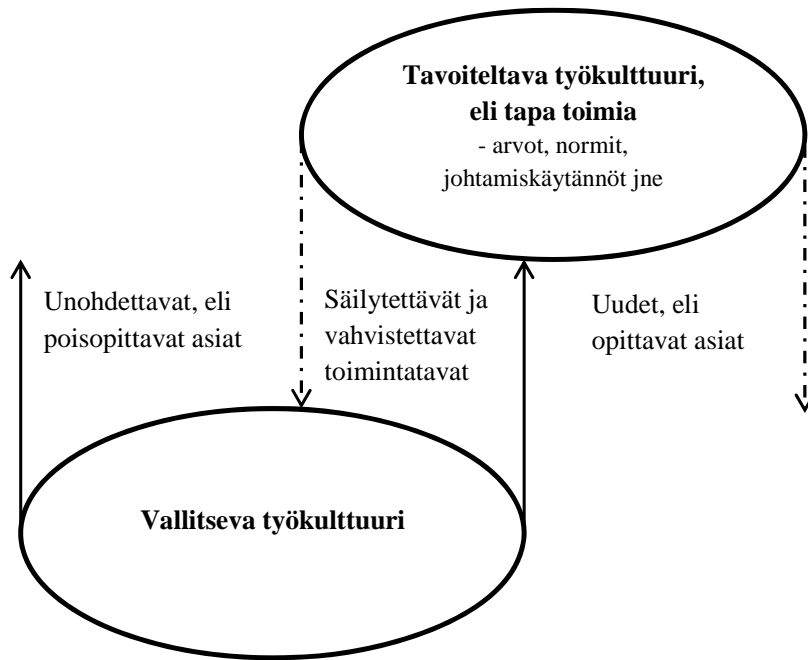 Tavoiteltava työkulttuuri,
eli tapa toimia
- arvot, normit,
johtamiskäytännöt jne
Unohdettavat, eli
poisopittavat asiat
Säilytettävät ja
vahvistettavat
toimintatavat
Uudet, eli
opittavat asiat
Vallitseva työkulttuuri